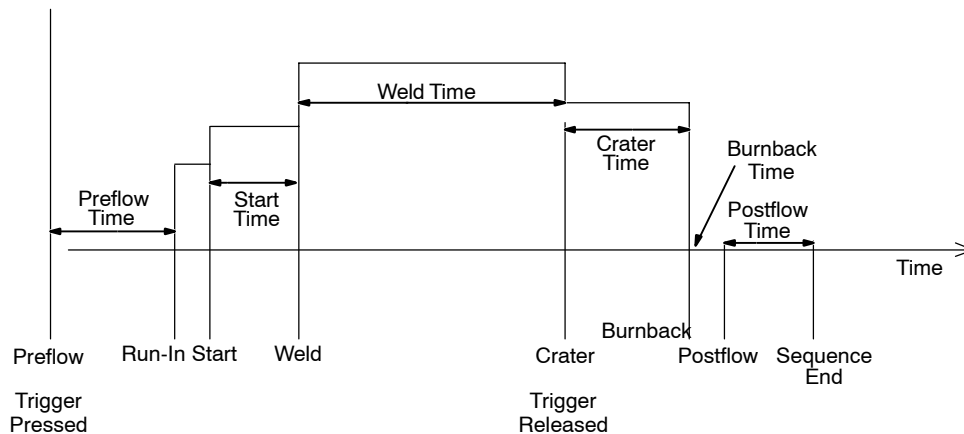 Weld Time
Crater
Time
Burnback
Time
Preflow
Time
Start
Time
Postflow
Time
Time
Burnback
Preflow
Run-In
Start
Weld
Crater
Postflow
Sequence
End
Trigger
Pressed
Trigger
Released